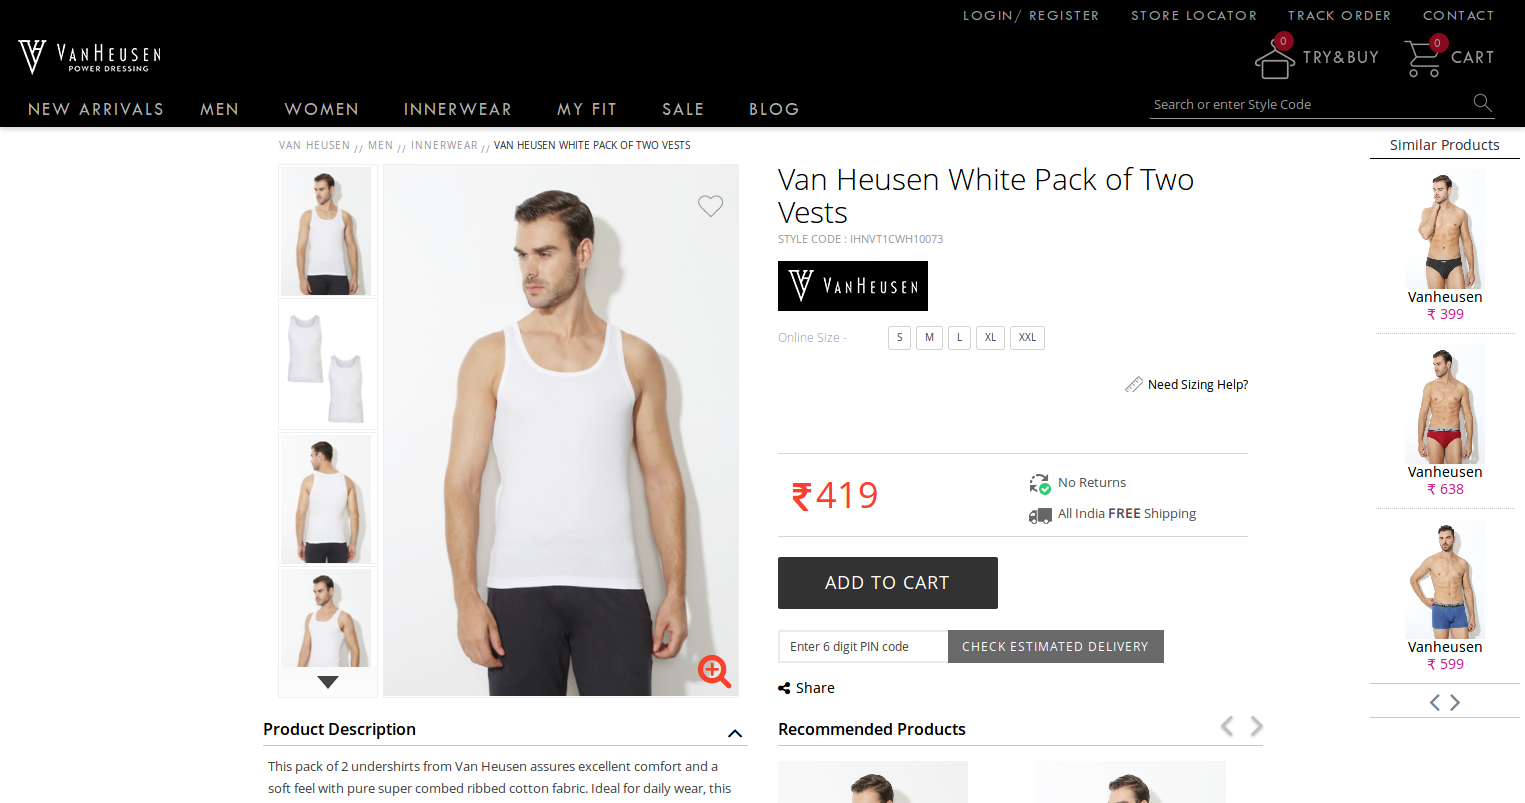 LOGIN/ REGISTER STORE LOCATOR TRACK ORDER CONTACT
VANHEUSEN
POWER DRESSING
0 TRY&BUY 0 CART
NEW ARRIVALS MEN WOMEN INNERWEAR MY FIT SALE BLOG
Search or enter Style Code
VAN HEUSEN // MEN // INNERWEAR // VAN HEUSEN WHITE PACK OF TWO VESTS
Van Heusen White Pack of Two
Vests
STYLE CODE : IHNVT1CWH10073
VANHEUSEN
Online Size - S M L XL XXL
Need Sizing Help?
₹419
No Returns
All India FREE Shipping
ADD TO CART
Enter 6 digit PIN code CHECK ESTIMATED DELIVERY
Share
Similar Products
Vanheusen
₹ 399
Vanheusen
₹ 638
Vanheusen
₹ 599
Product Description
This pack of 2 undershirts from Van Heusen assures excellent comfort and a
soft feel with pure super combed ribbed cotton fabric. Ideal for daily wear, this
Recommended Products